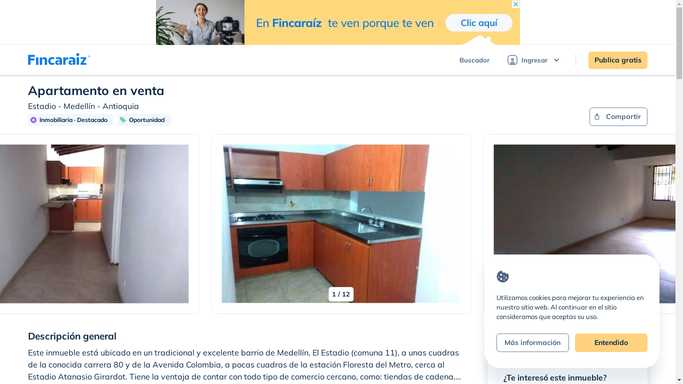 En Fincaraíz te ven porque te ven
Clic aquí
Fincaraíz
Buscador
Ingresar
Publica gratis
Apartamento en venta
Estadio - Medellín - Antioquia
Inmobiliaria · Destacado
Oportunidad
Compartir
1 / 12
Utilizamos cookies para mejorar tu experiencia en
nuestro sitio web. Al continuar en el sitio
consideramos que aceptas su uso.
Más información
Entendido
Descripción general
Este inmueble está ubicada en un tradicional y excelente barrio de Medellín, El Estadio (comuna 11), a unas cuadras
de la conocida carrera 80 y de la Avenida Colombia, a pocas cuadras de la estación Floresta del Metro, cerca al
Estadio Atanasio Girardot. Tiene la ventaja de contar con todo tipo de comercio cercano, como: tiendas de cadena,...
¿Te interesó este inmueble?